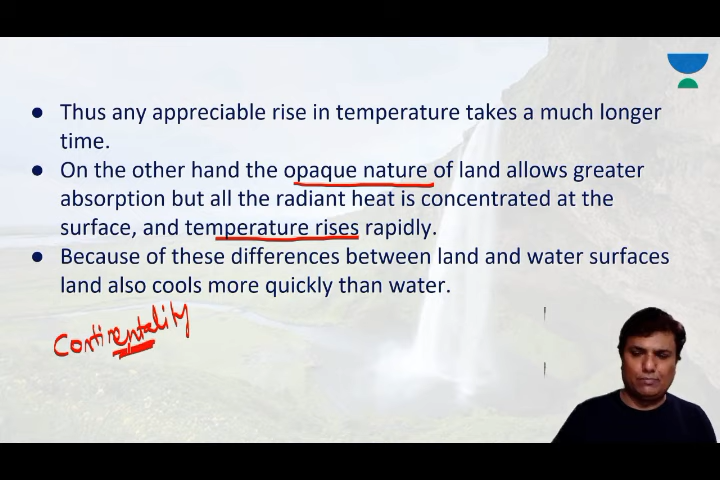 ● Thus any appreciable rise in temperature takes a much longer
time.
● On the other hand the opaque nature of land allows greater
absorption but all the radiant heat is concentrated at the
surface, and temperature rises rapidly.
● Because of these differences between land and water surfaces
land also cools more quickly than water.
Continentality